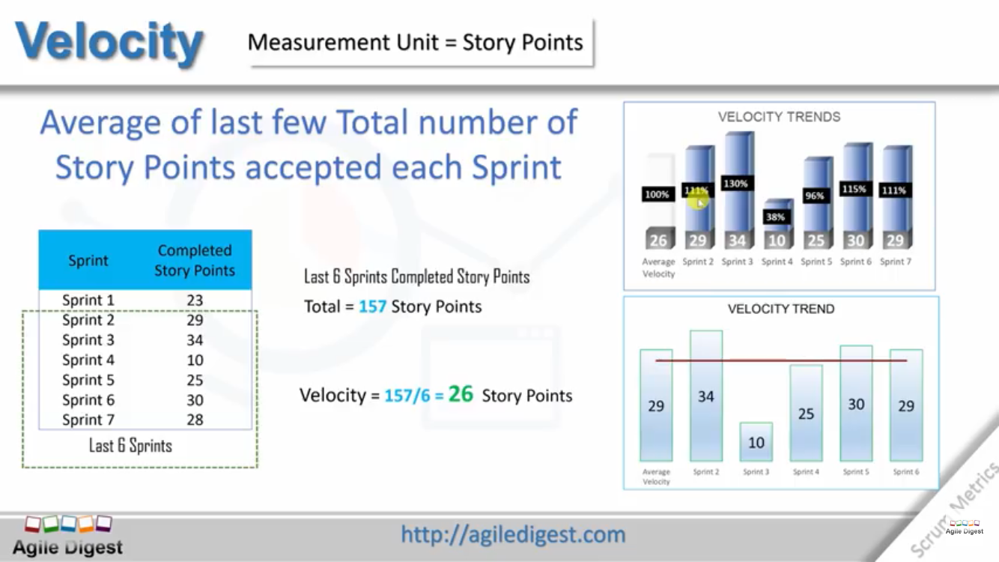 Velocity
Measurement Unit = Story Points
Average of last few Total number of
Story Points accepted each Sprint
Sprint
Completed
Story Points
Sprint 1 23
Sprint 2 29
Sprint 3 34
Sprint 4 10
Sprint 5 25
Sprint 6 30
Sprint 7 28
Last 6 Sprints
Last 6 Sprints Completed Story Points
Total = 157 Story Points
Velocity = 157/6 = 26 Story Points
VELOCITY TRENDS
100% 111% 130% 38% 96% 115% 111%
26 29 34 10 25 30 29
Average Velocity Sprint 2 Sprint 3 Sprint 4 Sprint 5 Sprint 6 Sprint 7
VELOCITY TREND
29 34 10 25 30 29
Average Velocity Sprint 2 Sprint 3 Sprint 4 Sprint 5 Sprint 6
Agile Digest
http://agiledigest.com
Scrum Metrics
Agile Digest